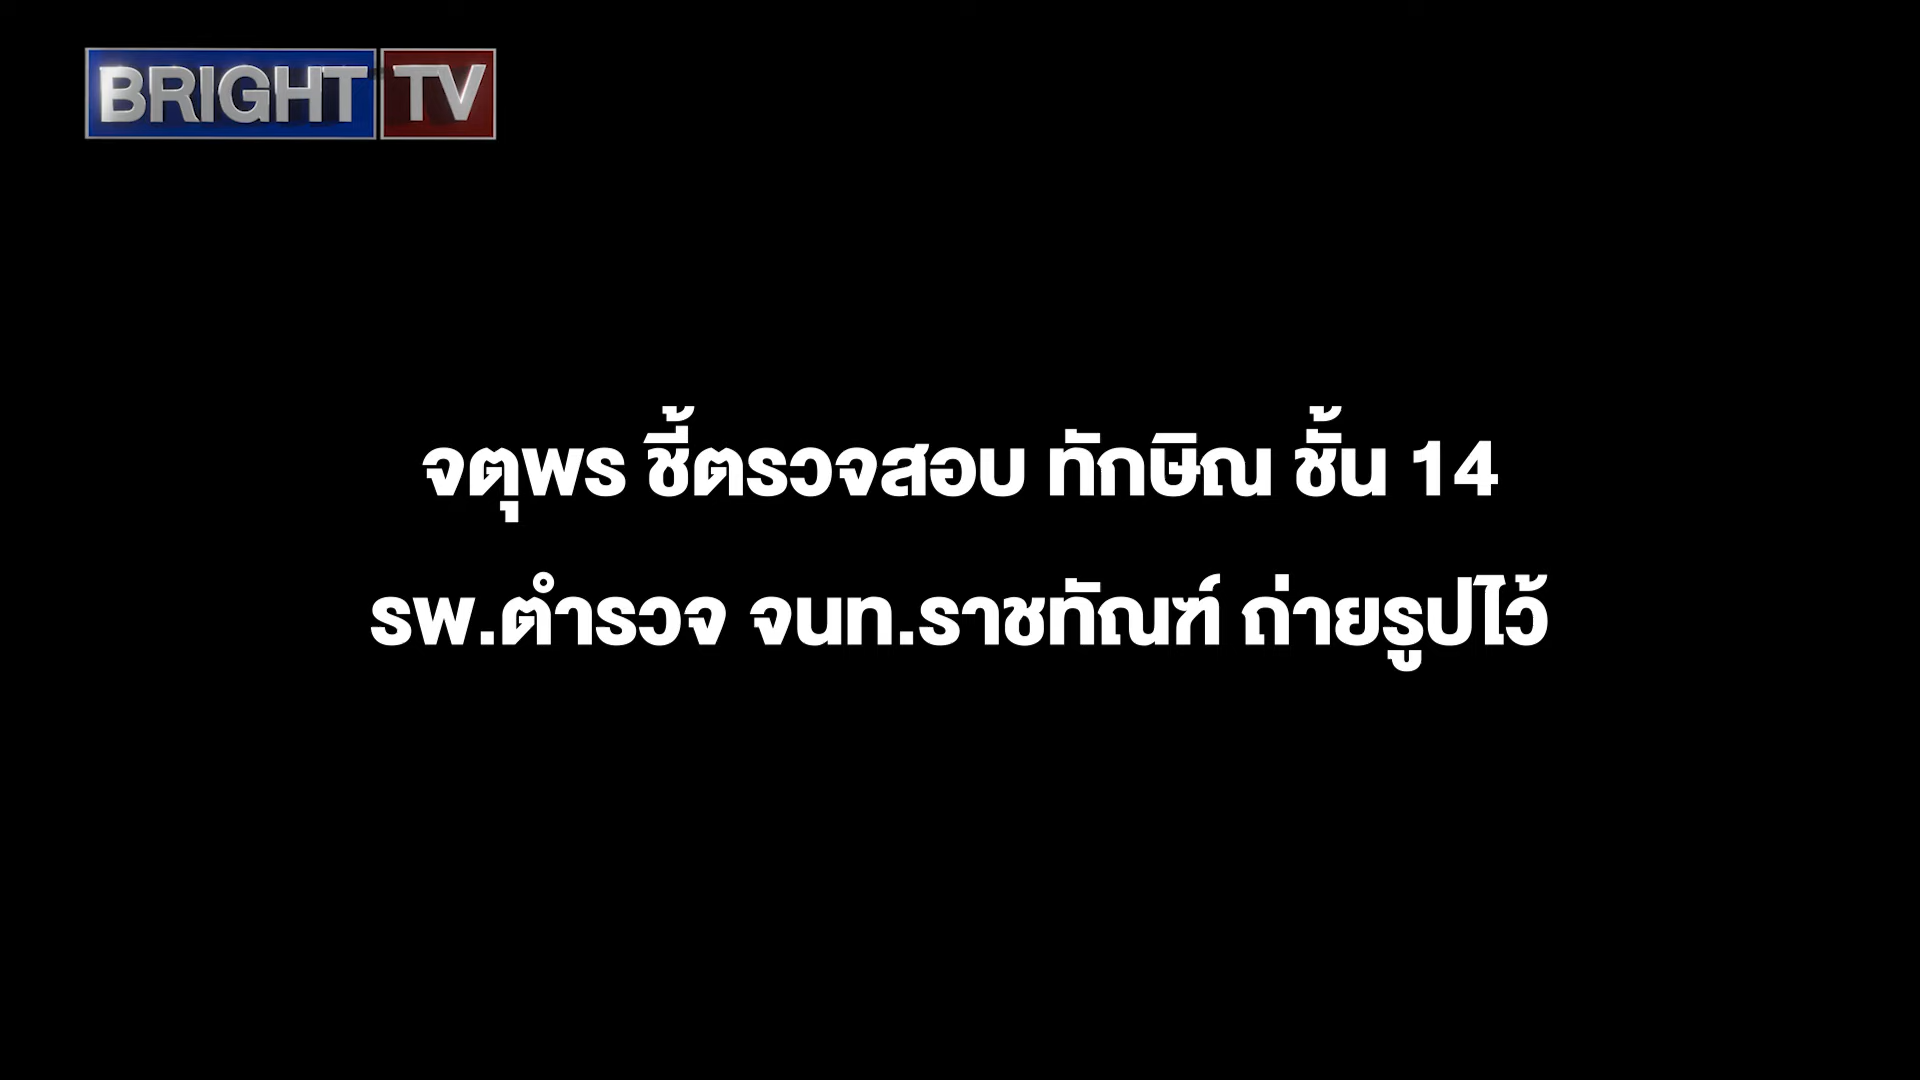 BRIGHT TV
จตุพร ชี้ตรวจสอบ ทักษิณ ชั้น 14
รพ.ตำรวจ จนท.ราชทัณฑ์ ถ่ายรูปไว้